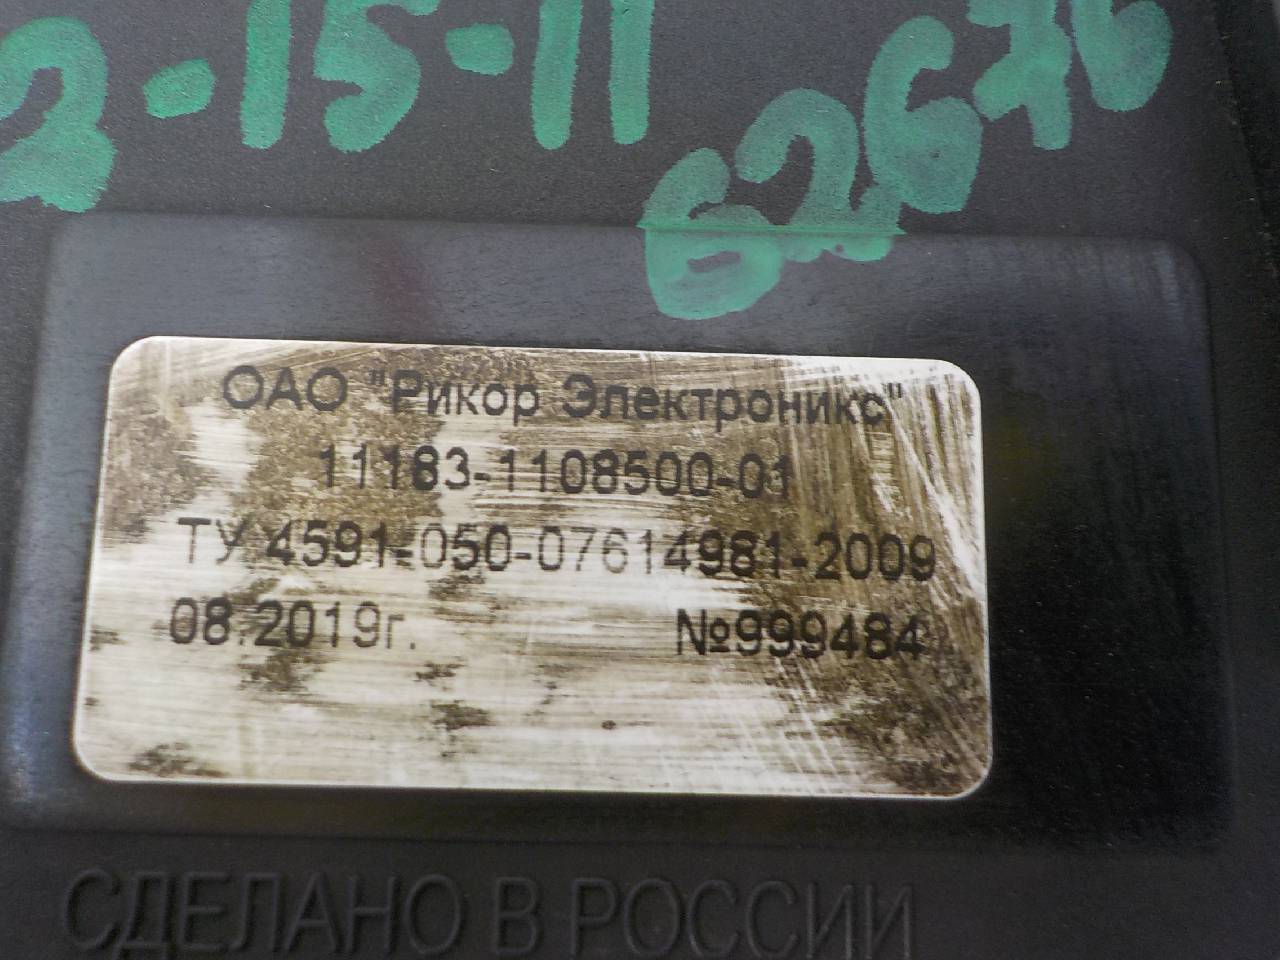 2-15-11
62676
ОАО "Рикор Электроникс"
11183-1108500-01
ТУ 4591-050-07614981-2009
08.2019г. №999484
СДЕЛАНО В РОССИИ